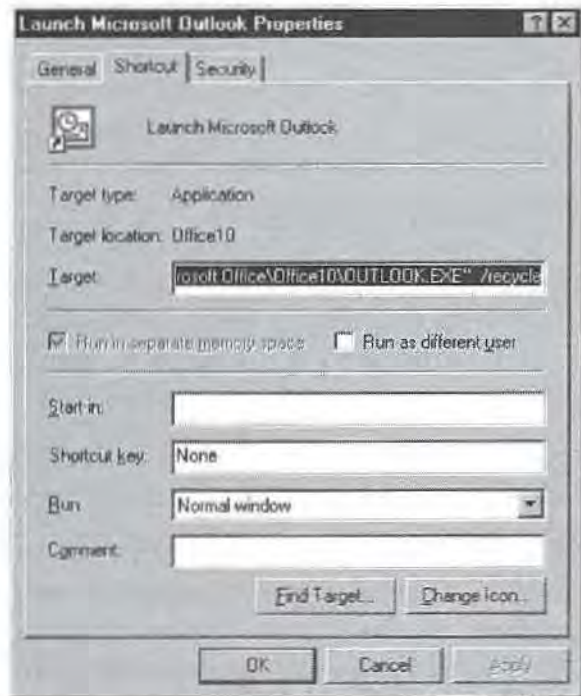 Launch Microsoft Outlook Properties
General Shortcut Security
Launch Microsoft Outlook
Target type: Application
Target location: Office10
Target: rosoft Office\Office10\OUTLOOK.EXE" /recycle
Run in separate memory space Run as different user
Start in:
Shortcut key: None
Run: Normal window
Comment:
Find Target... Change Icon...
OK Cancel Apply